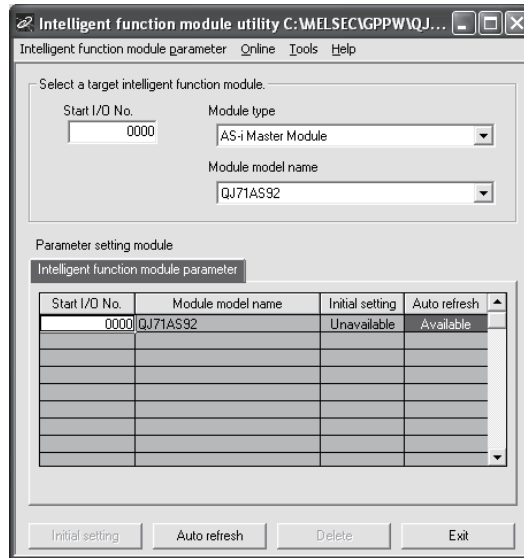 Intelligent function module utility C:\MELSEC\GPPW\QJ...
Intelligent function module parameter Online Tools Help
Select a target intelligent function module.
Start I/O No. Module type
0000 AS-i Master Module
Module model name
QJ71AS92
Parameter setting module
Intelligent function module parameter
Start I/O No. Module model name Initial setting Auto refresh
0000 QJ71AS92 Unavailable Available
Initial setting Auto refresh Delete Exit